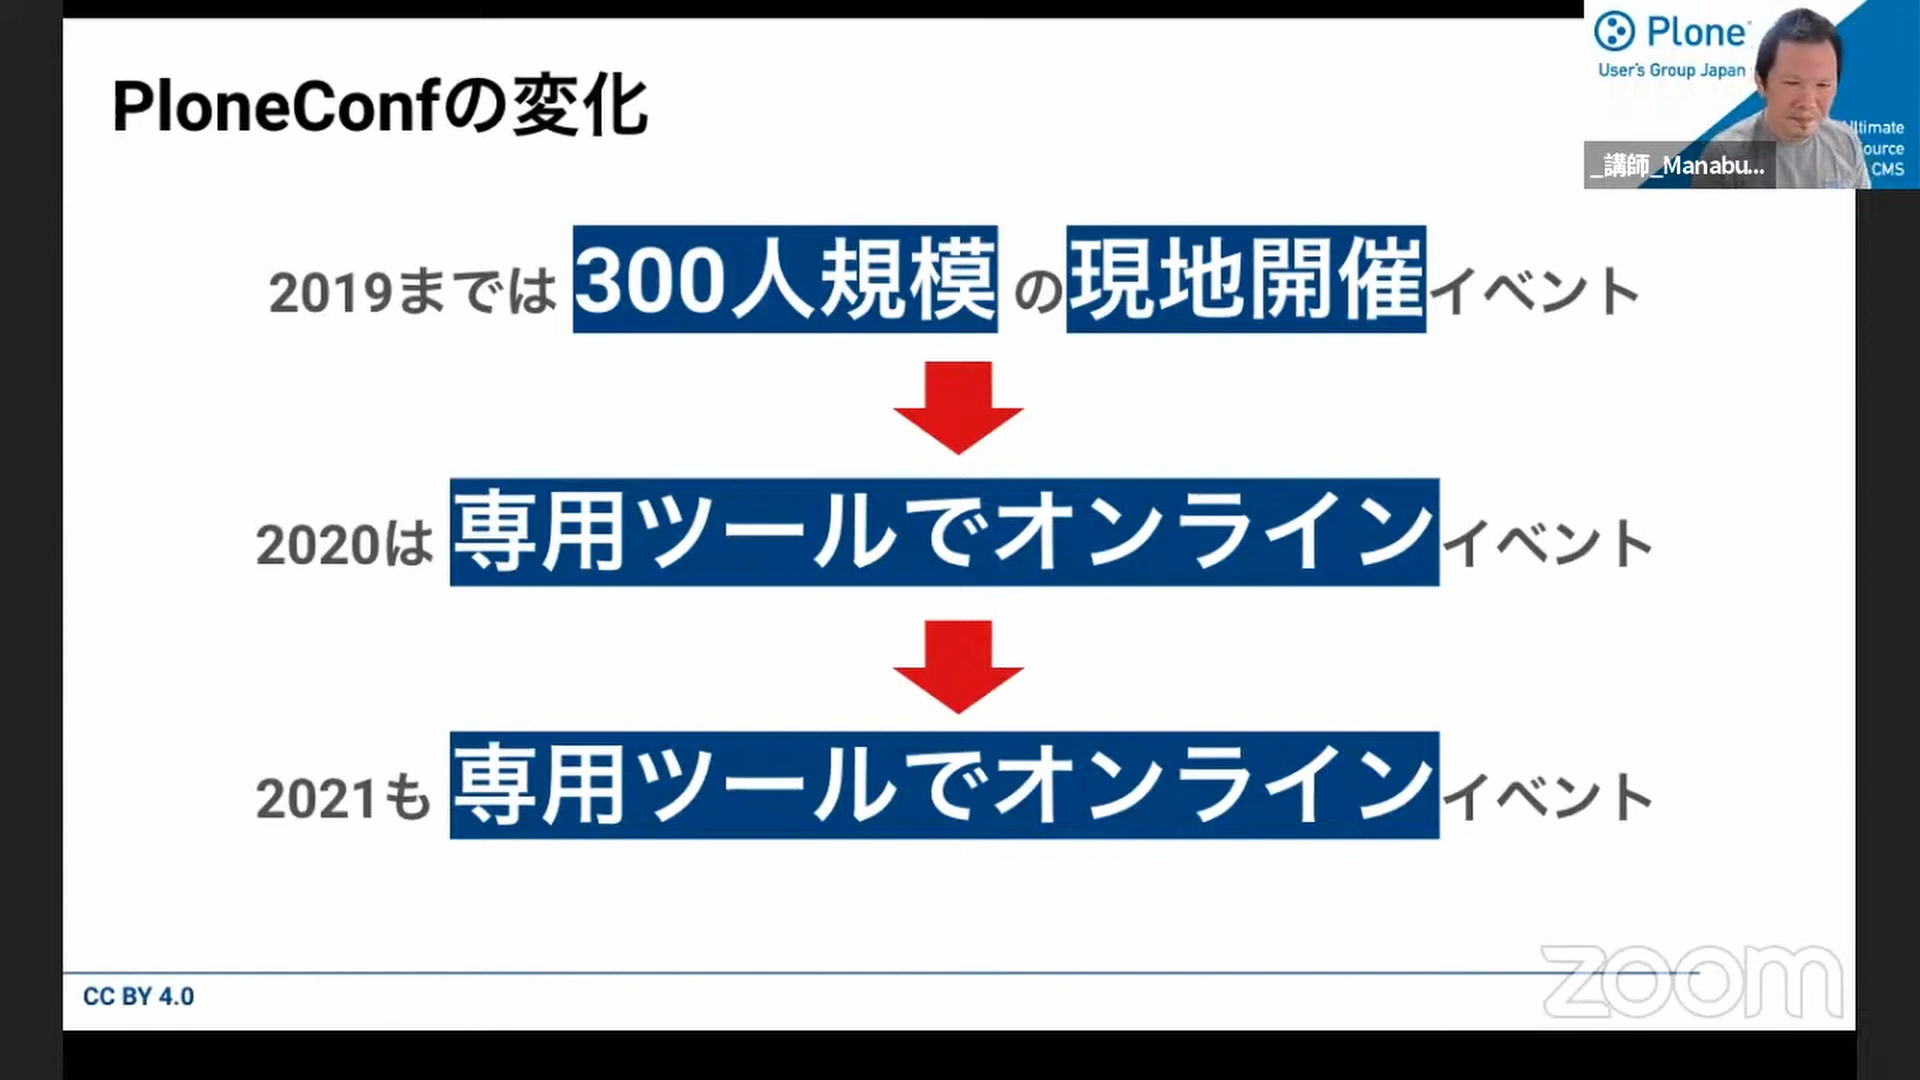 PloneConfの変化
2019までは 300人規模 の現地開催イベント
2020は 専用ツールでオンラインイベント
2021も 専用ツールでオンラインイベント
CC BY 4.0
Plone
User's Group Japan
ource
CMS
_講師_Manabu...
zoom